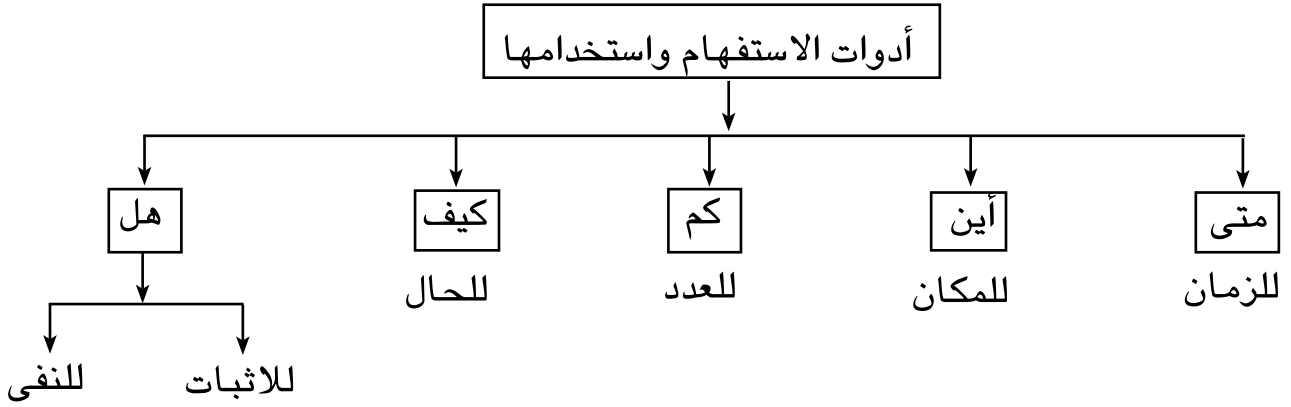 أدوات الاستفهام واستخدامها
متى
أين
كم
كيف
هل
للزمان
للمكان
للعدد
للحال
للاثبات
للنفى